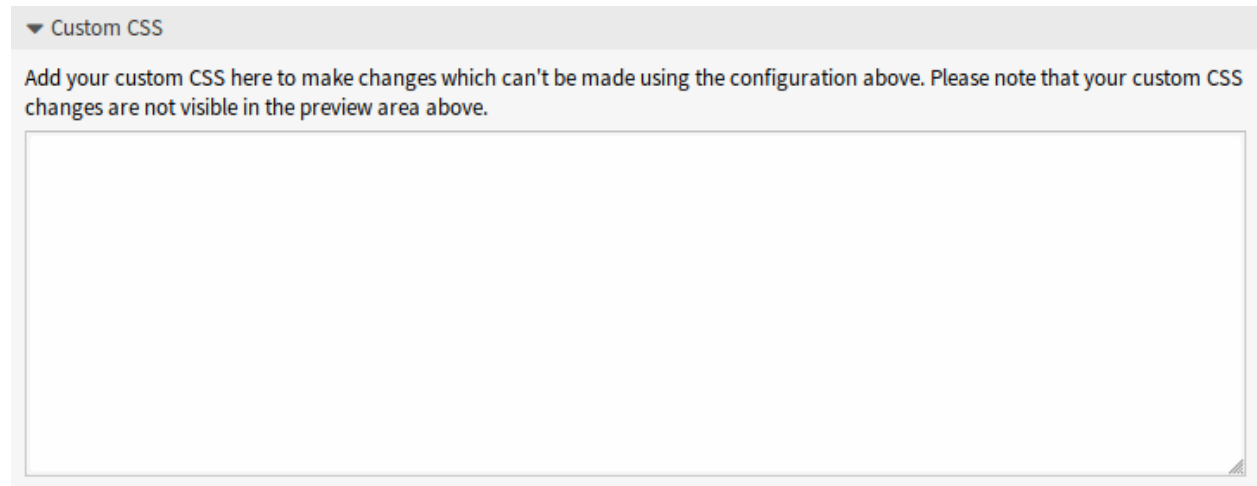 Custom CSS
Add your custom CSS here to make changes which can't be made using the configuration above. Please note that your custom CSS
changes are not visible in the preview area above.